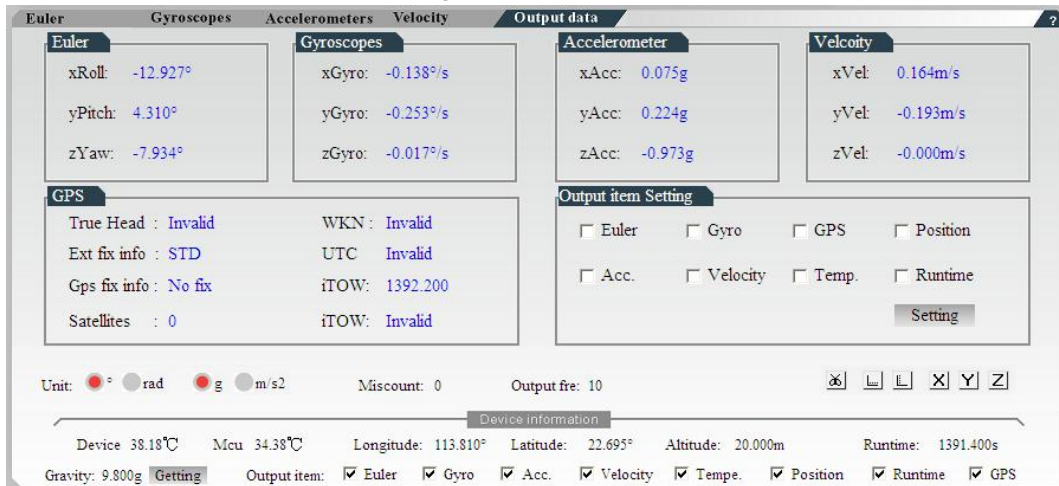 Euler Gyroscopes Accelerometers Velocity Output data ?
Euler Gyroscopes Accelerometer Velcoity
xRoll: -12.927° xGyro: -0.138°/s xAcc: 0.075g xVel: 0.164m/s
yPitch: 4.310° yGyro: -0.253°/s yAcc: 0.224g yVel: -0.193m/s
zYaw: -7.934° zGyro: -0.017°/s zAcc: -0.973g zVel: -0.000m/s
GPS Output item Setting
True Head : Invalid WKN : Invalid Euler Gyro GPS Position
Ext fix info : STD UTC Invalid
Gps fix info : No fix iTOW: 1392.200 Acc. Velocity Temp. Runtime
Satellites : 0 iTOW: Invalid Setting
Unit: ° rad g m/s2 Miscount: 0 Output fre: 10 X Y Z
Device information
Device 38.18℃ Mcu 34.38℃ Longitude: 113.810° Latitude: 22.695° Altitude: 20.000m Runtime: 1391.400s
Gravity: 9.800g Getting Output item: Euler Gyro Acc. Velocity Tempe. Position Runtime GPS